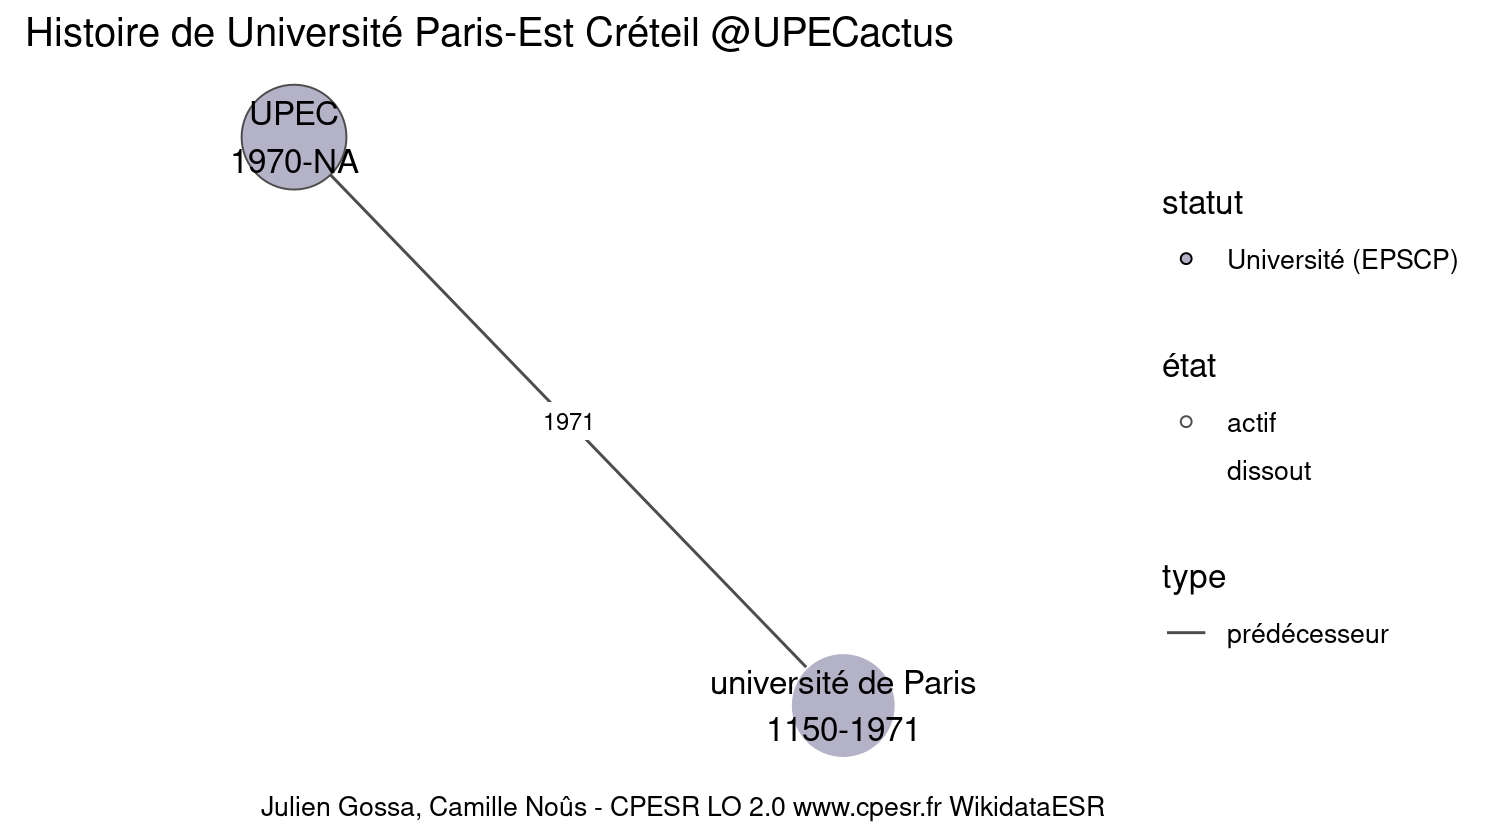 Histoire de Université Paris-Est Créteil @UPECactus
UPEC
1970-NA
1971
université de Paris
1150-1971
statut
Université (EPSCP)
état
actif
dissout
type
prédécesseur
Julien Gossa, Camille Noûs - CPESR LO 2.0 www.cpesr.fr WikidataESR